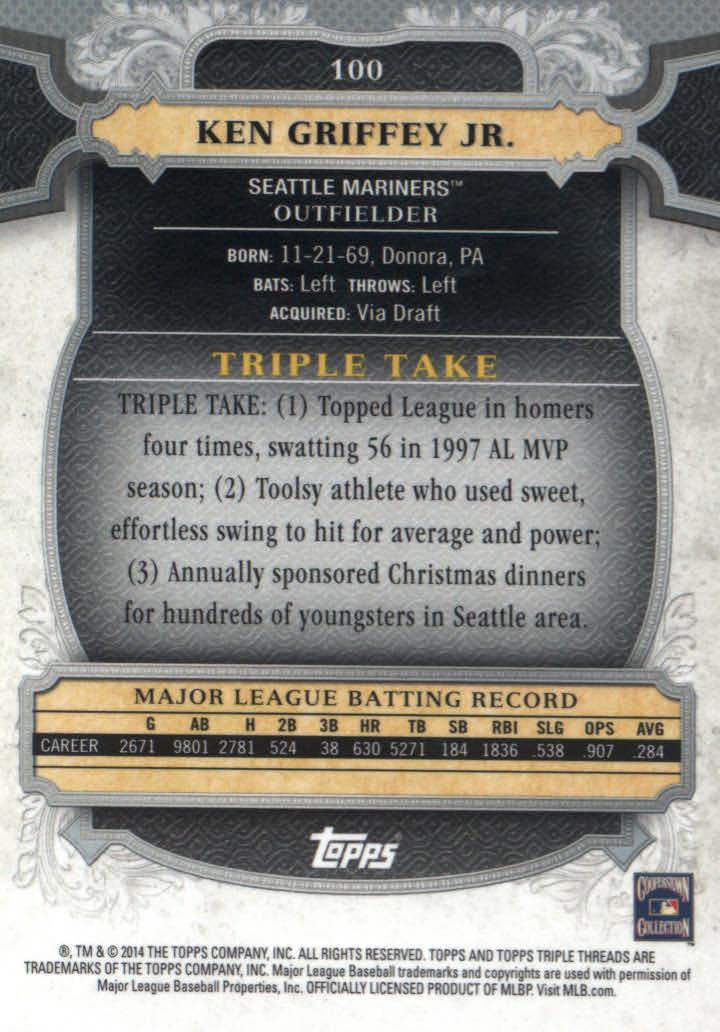 100
KEN GRIFFEY JR.
SEATTLE MARINERS™
OUTFIELDER
BORN: 11-21-69, Donora, PA
BATS: Left THROWS: Left
ACQUIRED: Via Draft
TRIPLE TAKE
TRIPLE TAKE: (1) Topped League in homers
four times, swatting 56 in 1997 AL MVP
season; (2) Toolsy athlete who used sweet,
effortless swing to hit for average and power;
(3) Annually sponsored Christmas dinners
for hundreds of youngsters in Seattle area.
MAJOR LEAGUE BATTING RECORD
G AB H 2B 3B HR TB SB RBI SLG OPS AVG
CAREER 2671 9801 2781 524 38 630 5271 184 1836 .538 .907 .284
TOPPS
COOPERSTOWN
COLLECTION™
®, TM & © 2014 THE TOPPS COMPANY, INC. ALL RIGHTS RESERVED. TOPPS AND TOPPS TRIPLE THREADS ARE
TRADEMARKS OF THE TOPPS COMPANY, INC. Major League Baseball trademarks and copyrights are used with permission of
Major League Baseball Properties, Inc. OFFICIALLY LICENSED PRODUCT OF MLBP. Visit MLB.com.